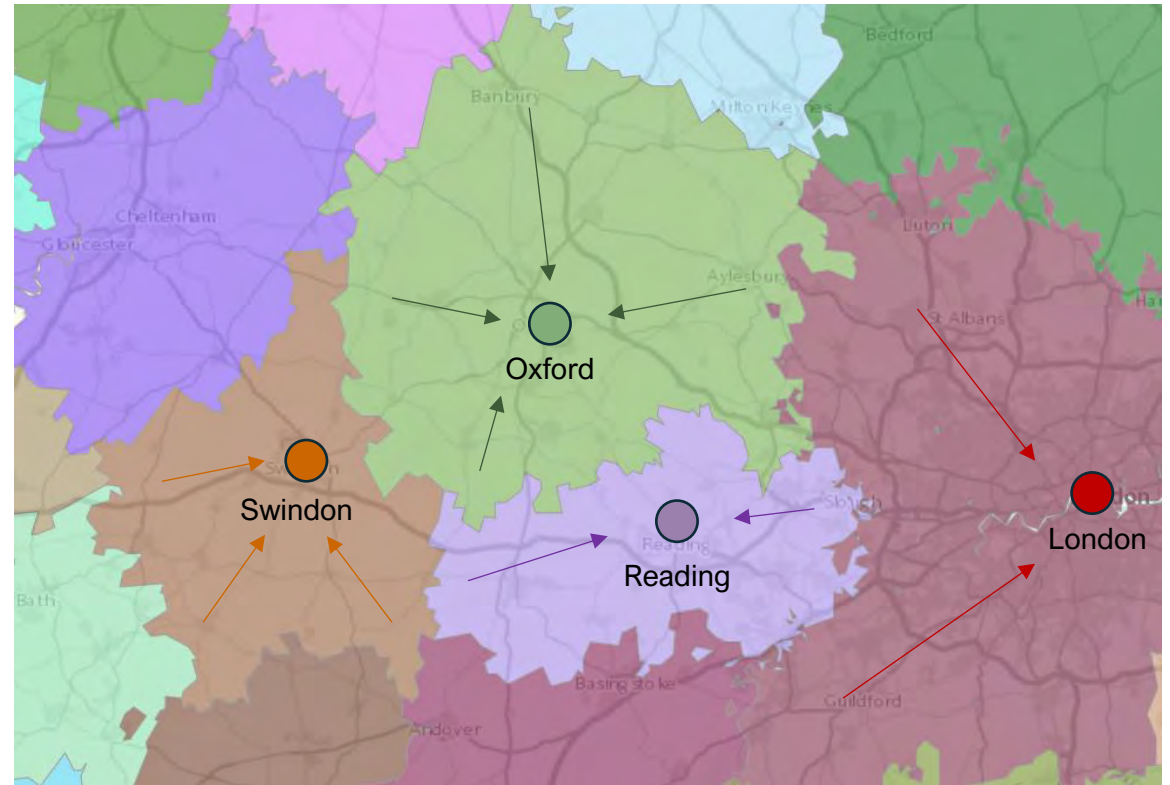 Bedford
Banbury
Milton Keynes
Cheltenham
Luton
Gloucester
Aylesbury
St Albans
Oxford
Swindon
Slough
London
Reading
Reading
Bath
Basingstoke
Guildford
Andover